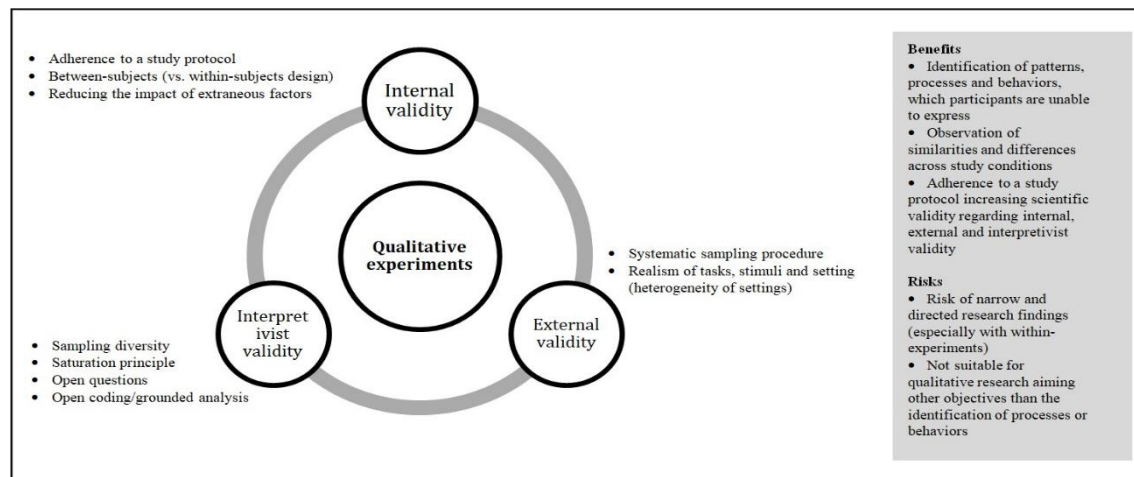 • Adherence to a study protocol
• Between-subjects (vs. within-subjects design)
• Reducing the impact of extraneous factors
Internal
validity
Qualitative
experiments
• Systematic sampling procedure
• Realism of tasks, stimuli and setting
(heterogeneity of settings)
Interpret
ivist
validity
External
validity
• Sampling diversity
• Saturation principle
• Open questions
• Open coding/grounded analysis
Benefits
• Identification of patterns,
processes and behaviors,
which participants are unable
to express
• Observation of
similarities and differences
across study conditions
• Adherence to a study
protocol increasing scientific
validity regarding internal,
external and interpretivist
validity
Risks
• Risk of narrow and
directed research findings
(especially with within-
experiments)
• Not suitable for
qualitative research aiming
other objectives than the
identification of processes or
behaviors